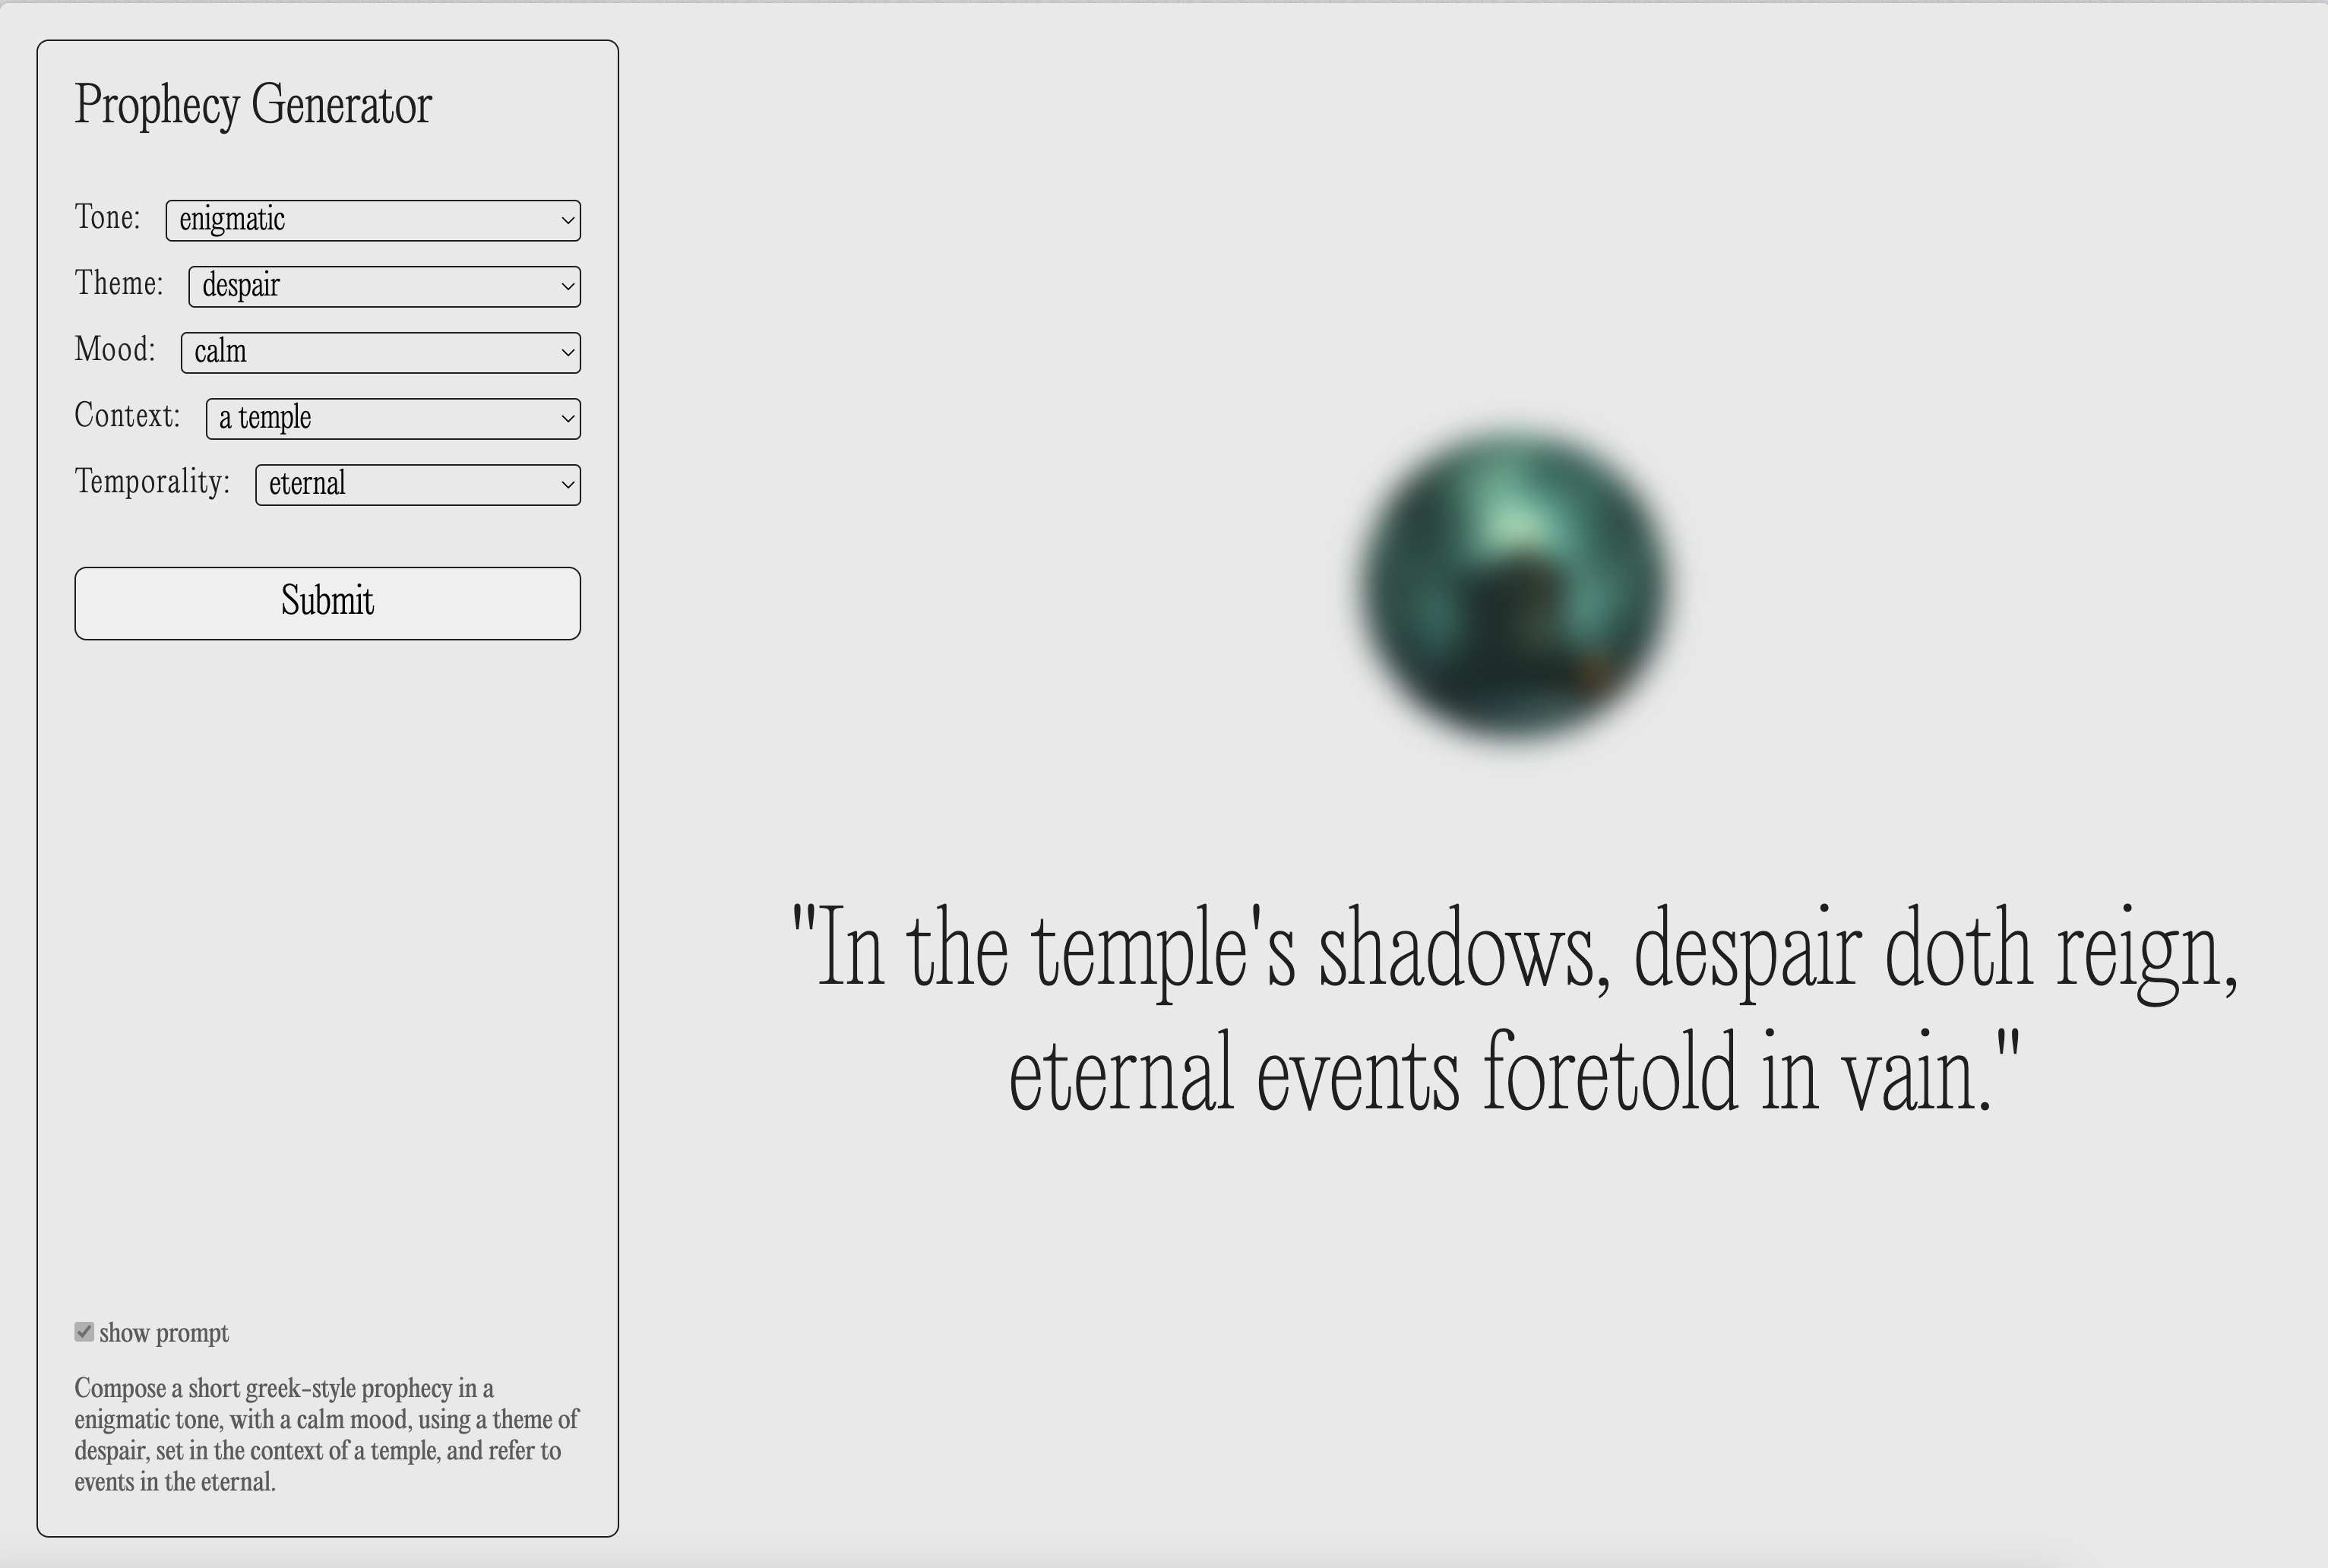 Prophecy Generator
Tone: enigmatic
Theme: despair
Mood: calm
Context: a temple
Temporality: eternal
Submit
show prompt
Compose a short greek-style prophecy in a
enigmatic tone, with a calm mood, using a theme of
despair, set in the context of a temple, and refer to
events in the eternal.
"In the temple's shadows, despair doth reign,
eternal events foretold in vain."